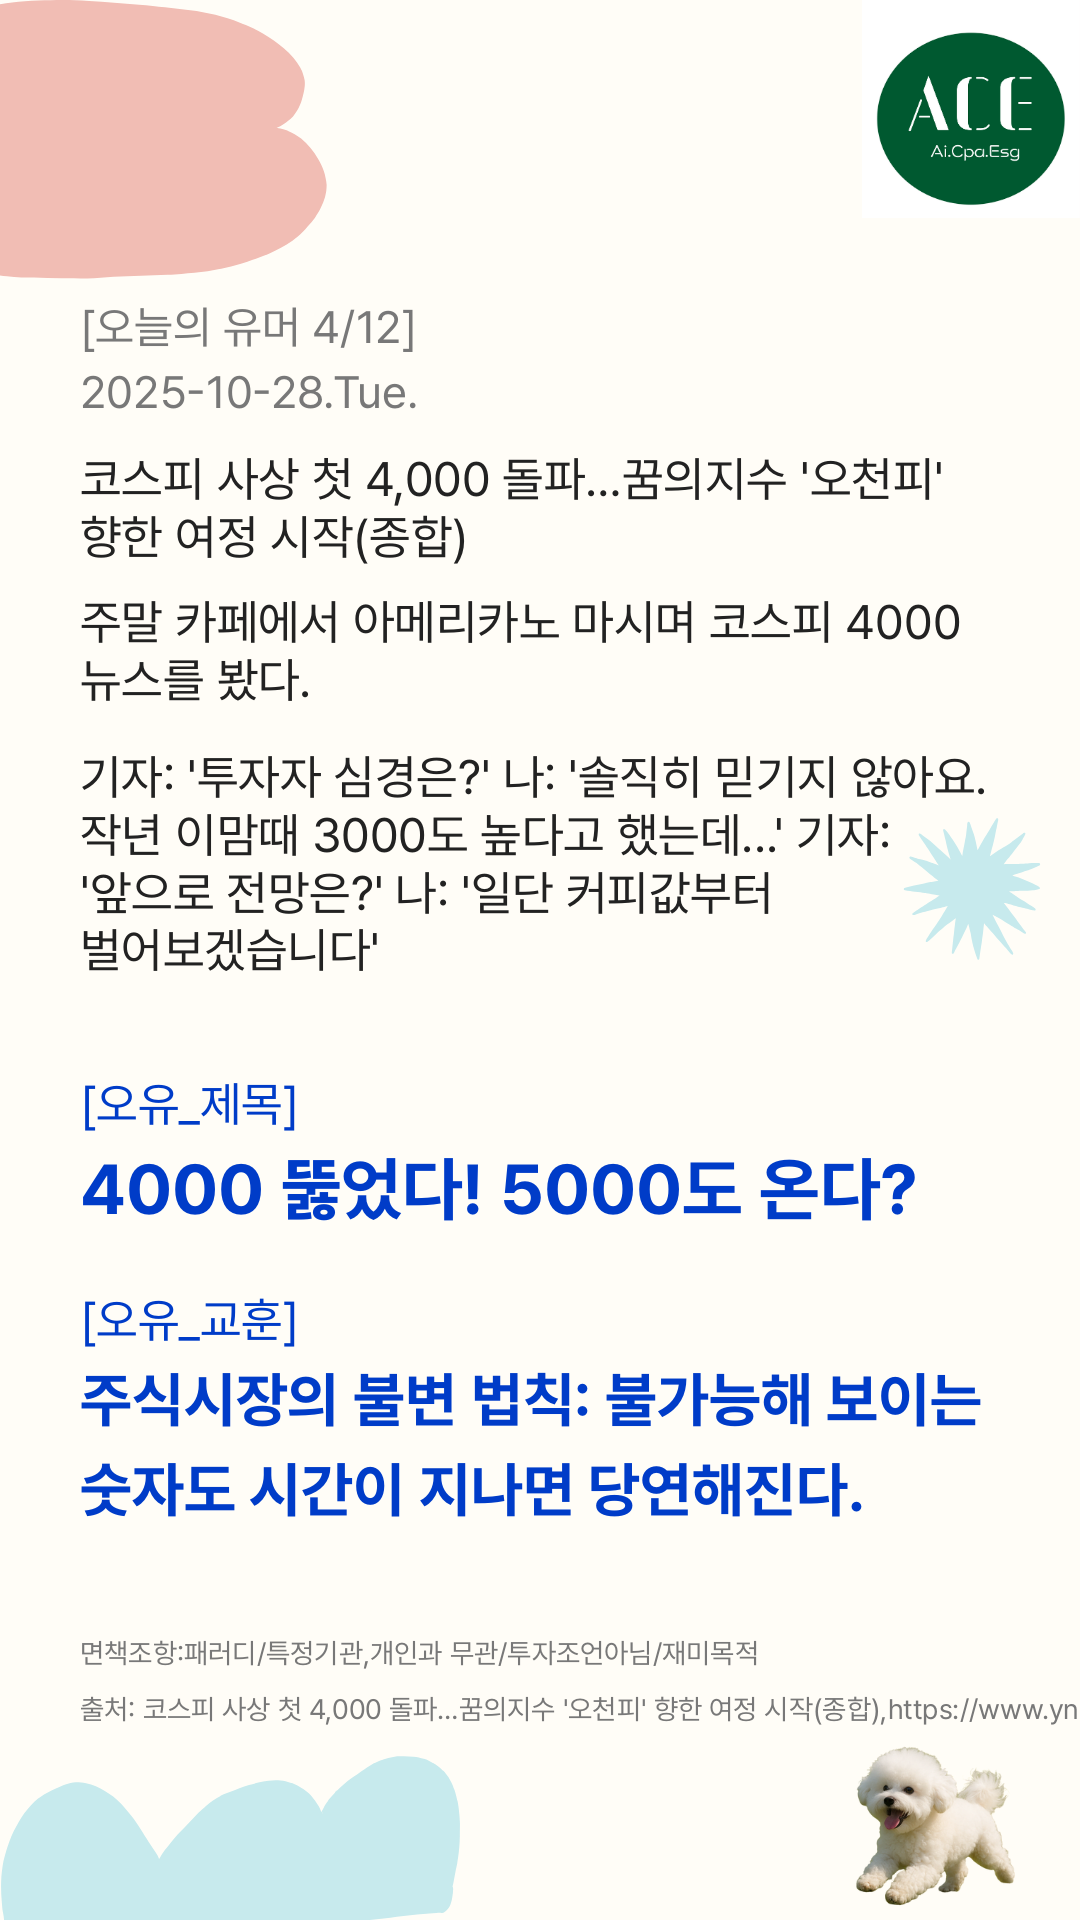 ACE
Ai.Cpa.Esg
[오늘의 유머 4/12]
2025-10-28.Tue.
코스피 사상 첫 4,000 돌파…꿈의지수 '오천피'
향한 여정 시작(종합)
주말 카페에서 아메리카노 마시며 코스피 4000
뉴스를 봤다.
기자: '투자자 심경은?' 나: '솔직히 믿기지 않아요.
작년 이맘때 3000도 높다고 했는데...' 기자:
'앞으로 전망은?' 나: '일단 커피값부터
벌어보겠습니다'
[오유_제목]
4000 뚫었다! 5000도 온다?
[오유_교훈]
주식시장의 불변 법칙: 불가능해 보이는
숫자도 시간이 지나면 당연해진다.
면책조항:패러디/특정기관,개인과 무관/투자조언아님/재미목적
출처: 코스피 사상 첫 4,000 돌파…꿈의지수 '오천피' 향한 여정 시작(종합),https://www.yn